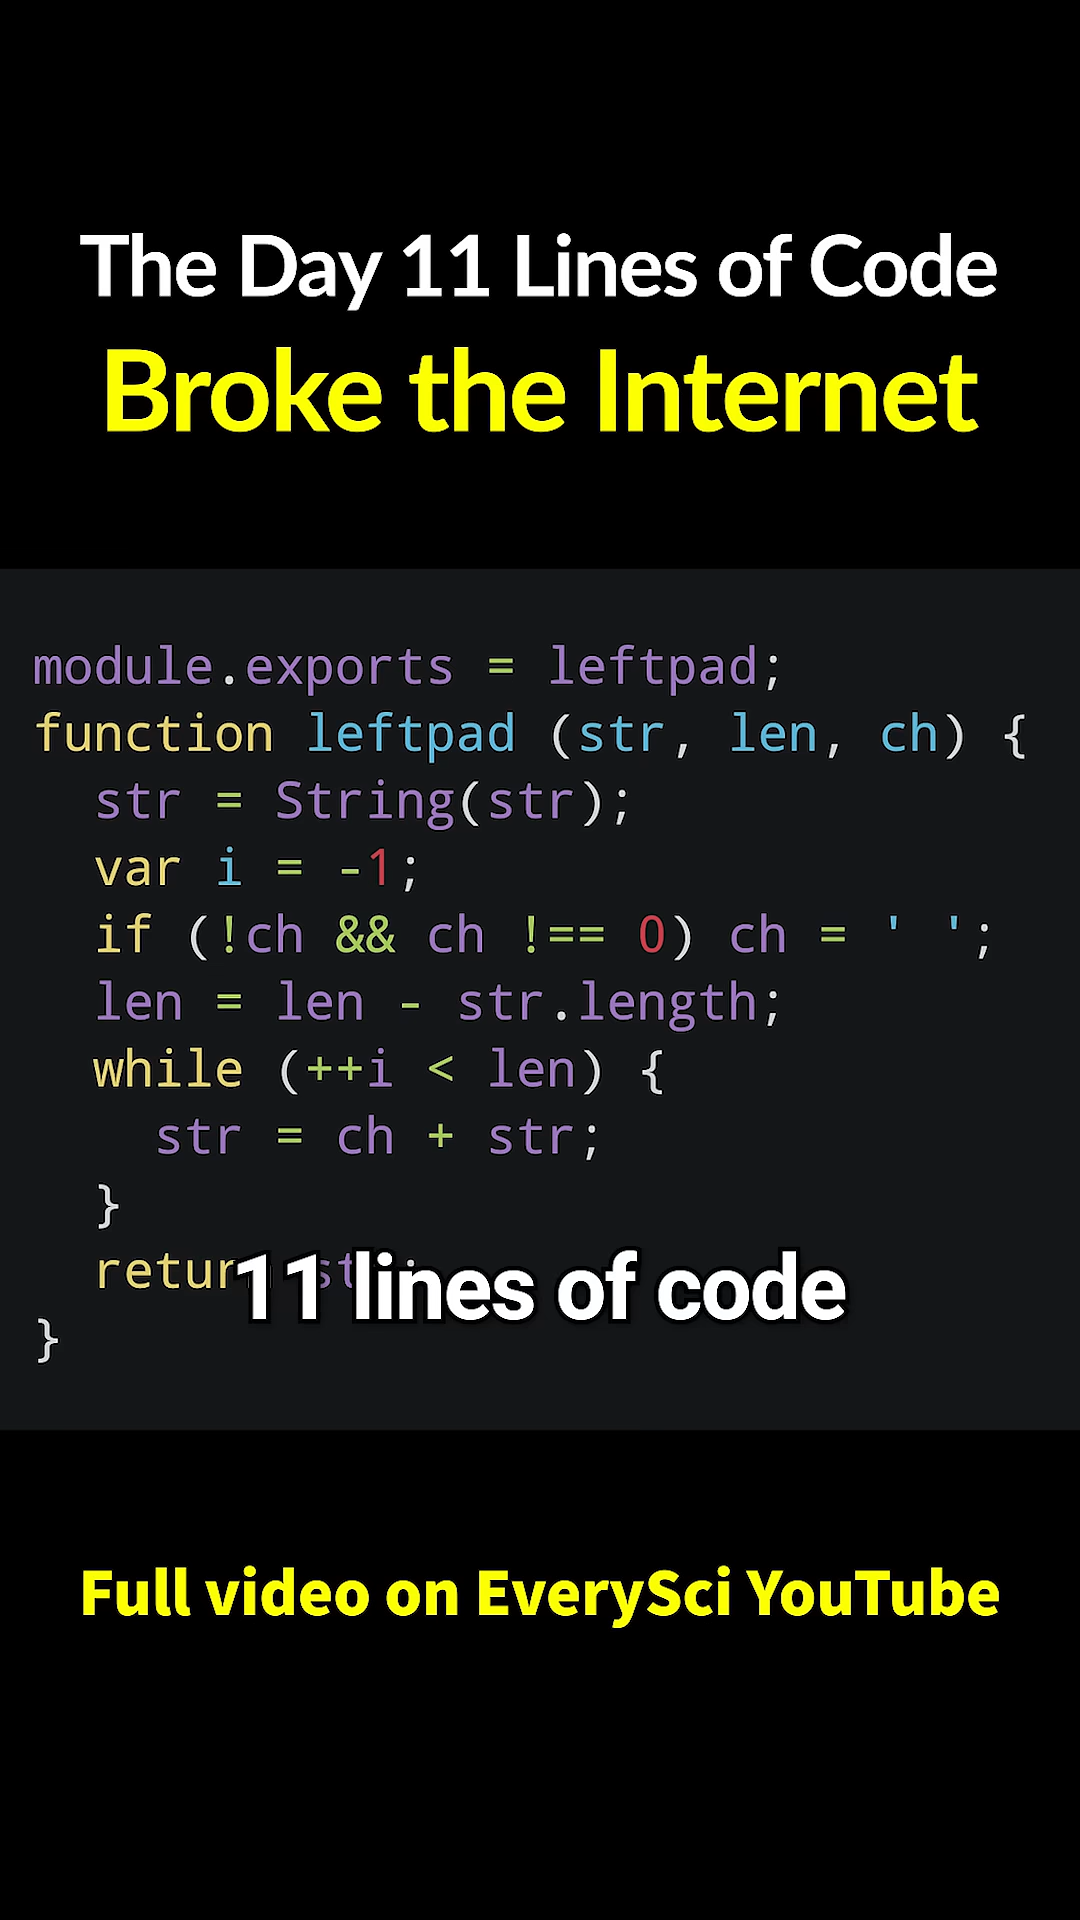 The Day 11 Lines of Code
Broke the Internet
module.exports = leftpad;
function leftpad (str, len, ch) {
  str = String(str);
  var i = -1;
  if (!ch && ch !== 0) ch = ' ';
  len = len - str.length;
  while (++i < len) {
    str = ch + str;
  }
  return str;
11 lines of code
}
Full video on EverySci YouTube